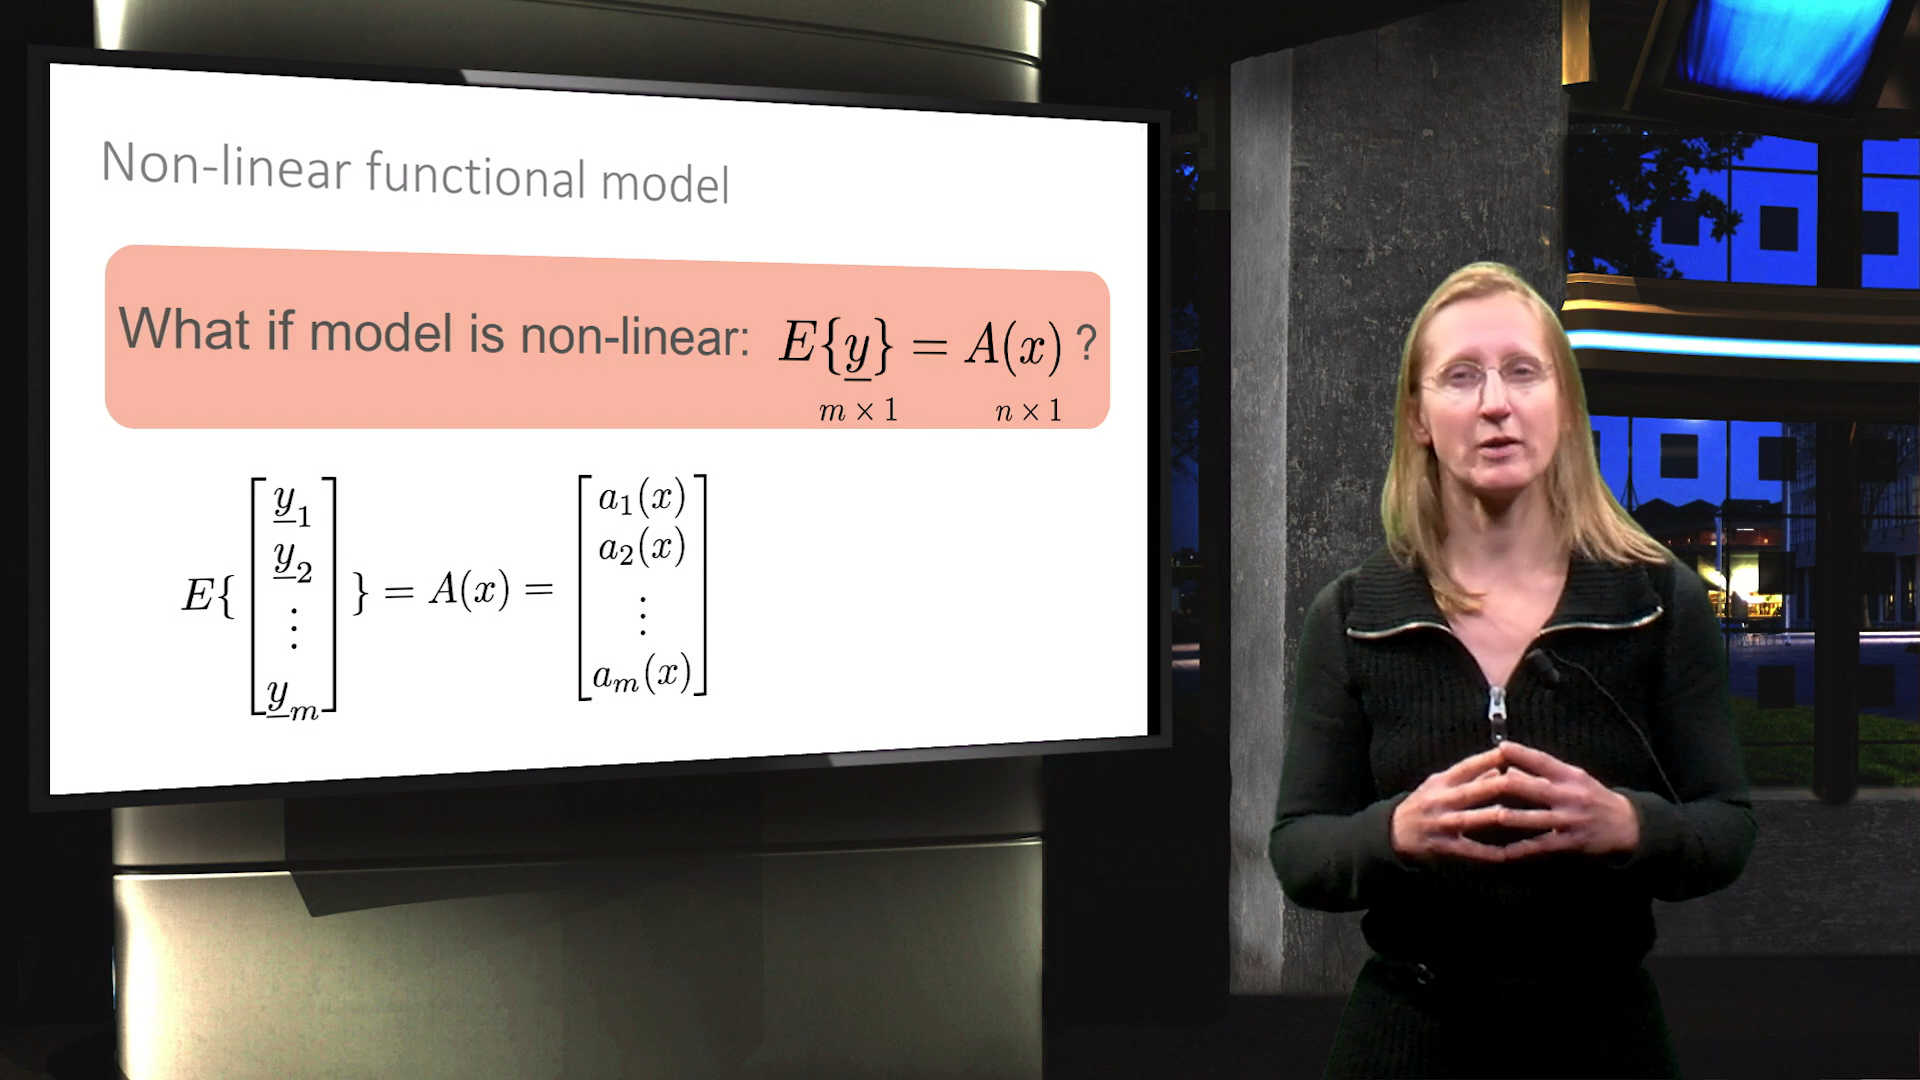 Non-linear functional model
What if model is non-linear: E{y} = A(x) ?
m × 1 n × 1
E{ [ y1 y2 ⋮ ym ] } = A(x) = [ a1(x) a2(x) ⋮ am(x) ]